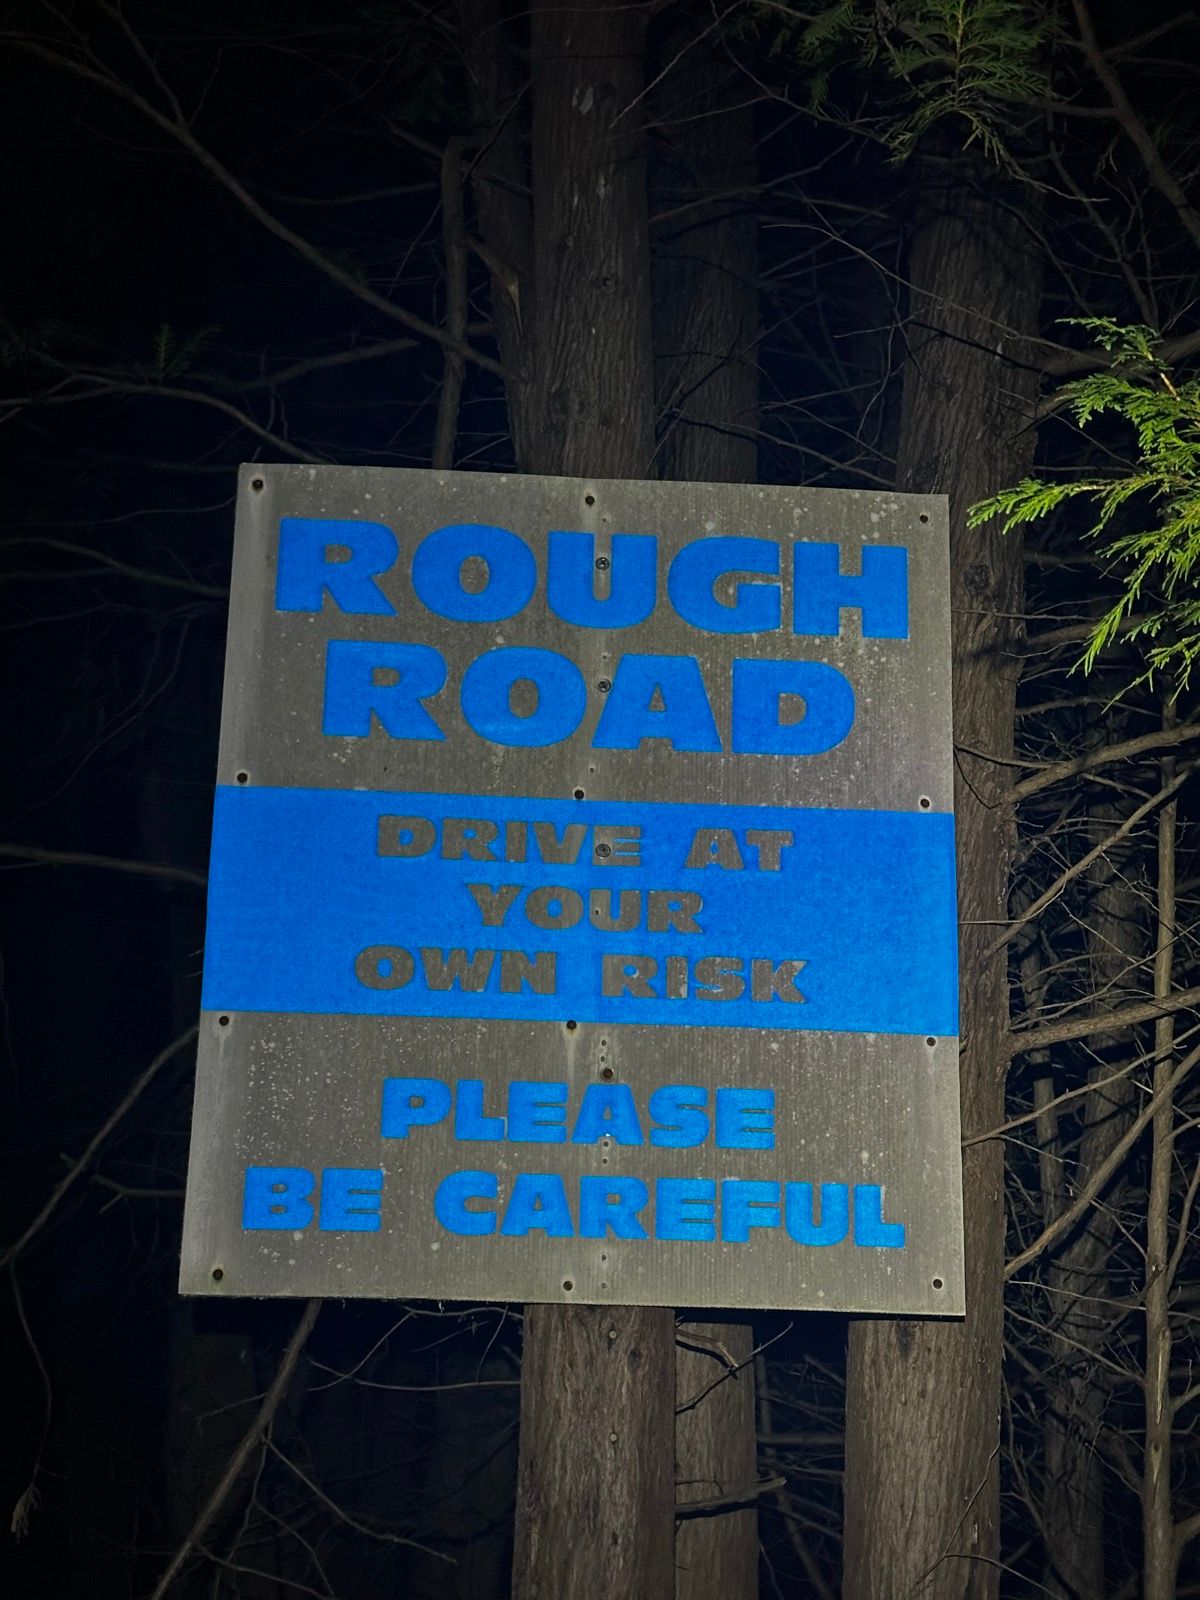 ROUGH
ROAD
DRIVE AT
YOUR
OWN RISK
PLEASE
BE CAREFUL